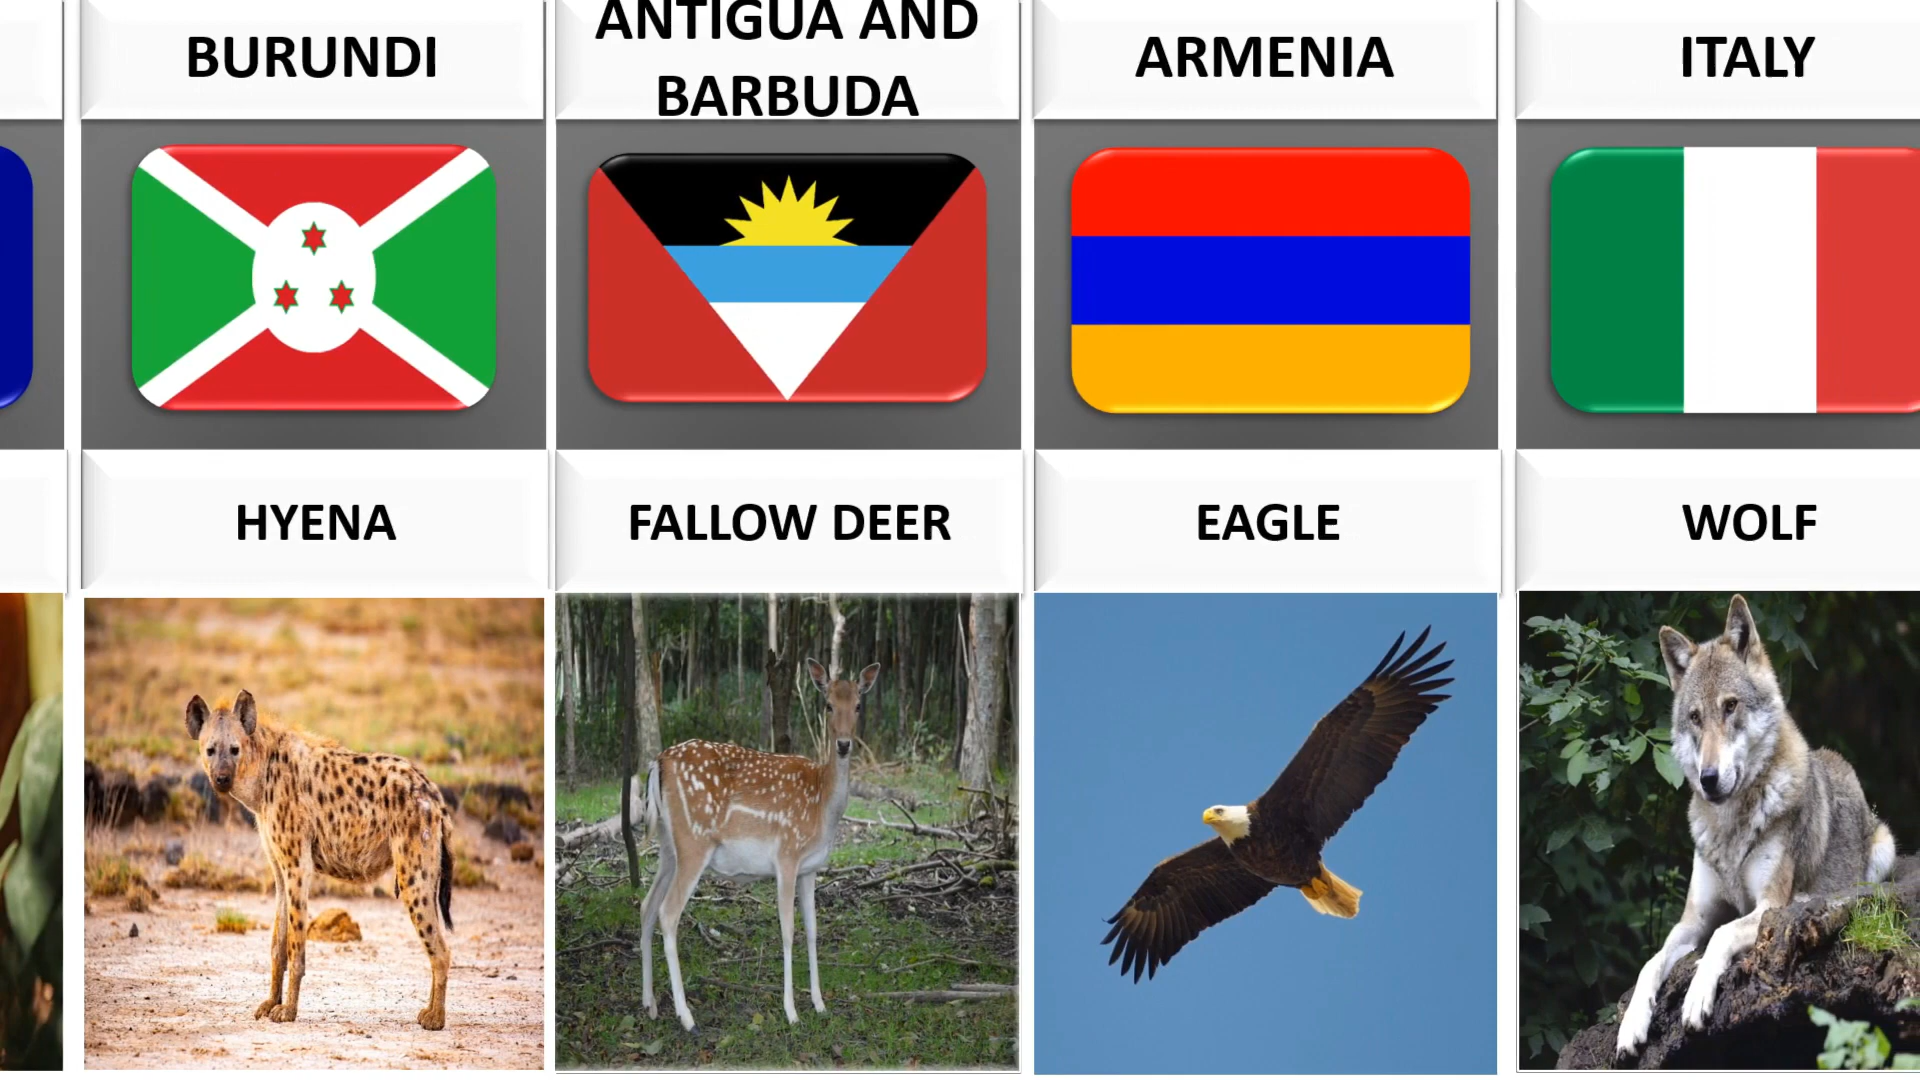 BURUNDI
ANTIGUA AND
BARBUDA
ARMENIA
ITALY
HYENA
FALLOW DEER
EAGLE
WOLF